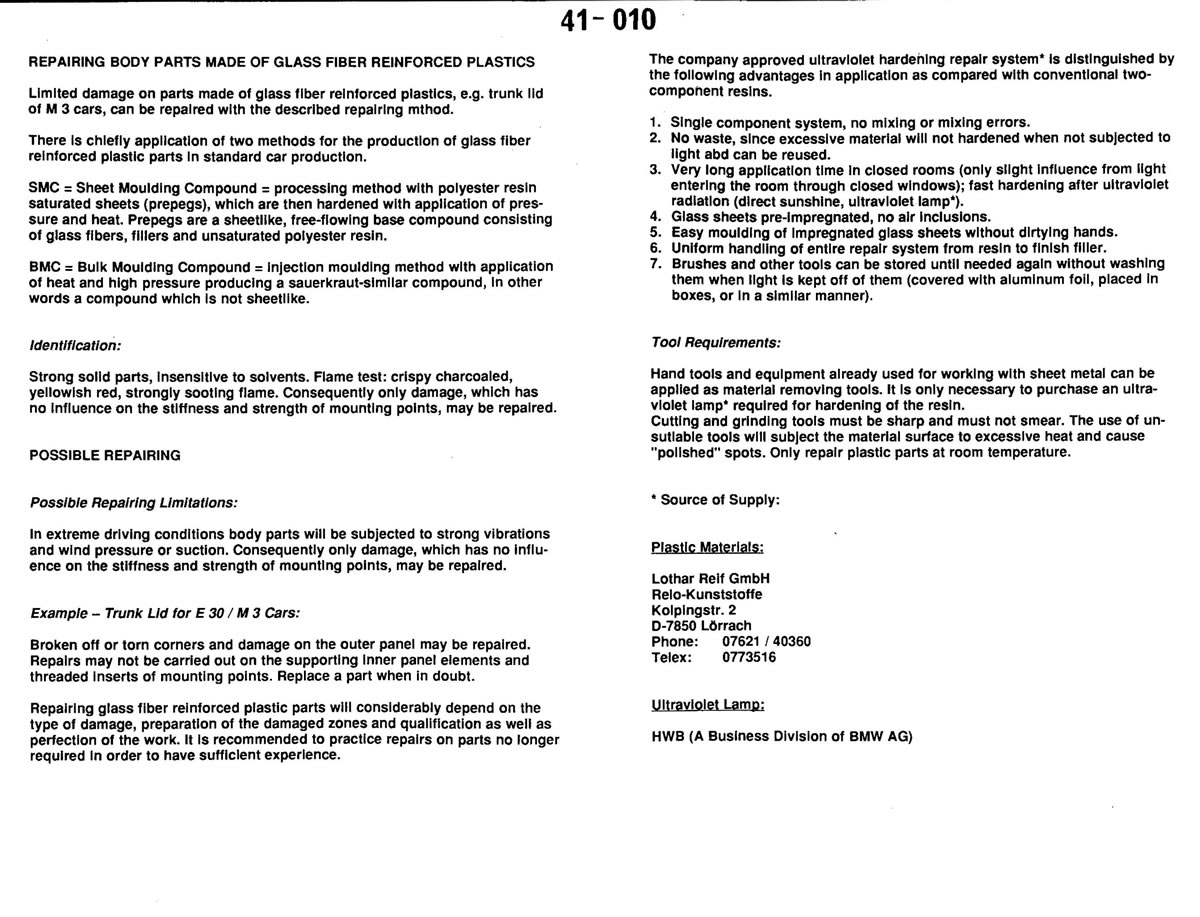 41-010
REPAIRING BODY PARTS MADE OF GLASS FIBER REINFORCED PLASTICS
Limited damage on parts made of glass fiber reinforced plastics, e.g. trunk lid
of M 3 cars, can be repaired with the described repairing mthod.
There is chiefly application of two methods for the production of glass fiber
reinforced plastic parts in standard car production.
SMC = Sheet Moulding Compound = processing method with polyester resin
saturated sheets (prepegs), which are then hardened with application of pres-
sure and heat. Prepegs are a sheetlike, free-flowing base compound consisting
of glass fibers, fillers and unsaturated polyester resin.
BMC = Bulk Moulding Compound = injection moulding method with application
of heat and high pressure producing a sauerkraut-similar compound, in other
words a compound which is not sheetlike.
Identification:
Strong solid parts, insensitive to solvents. Flame test: crispy charcoaled,
yellowish red, strongly sooting flame. Consequently only damage, which has
no influence on the stiffness and strength of mounting points, may be repaired.
POSSIBLE REPAIRING
Possible Repairing Limitations:
In extreme driving conditions body parts will be subjected to strong vibrations
and wind pressure or suction. Consequently only damage, which has no influ-
ence on the stiffness and strength of mounting points, may be repaired.
Example – Trunk Lid for E 30 / M 3 Cars:
Broken off or torn corners and damage on the outer panel may be repaired.
Repairs may not be carried out on the supporting inner panel elements and
threaded inserts of mounting points. Replace a part when in doubt.
Repairing glass fiber reinforced plastic parts will considerably depend on the
type of damage, preparation of the damaged zones and qualification as well as
perfection of the work. It is recommended to practice repairs on parts no longer
required in order to have sufficient experience.
The company approved ultraviolet hardening repair system* is distinguished by
the following advantages in application as compared with conventional two-
component resins.
1. Single component system, no mixing or mixing errors.
2. No waste, since excessive material will not hardened when not subjected to
light abd can be reused.
3. Very long application time in closed rooms (only slight influence from light
entering the room through closed windows); fast hardening after ultraviolet
radiation (direct sunshine, ultraviolet lamp*).
4. Glass sheets pre-impregnated, no air inclusions.
5. Easy moulding of impregnated glass sheets without dirtying hands.
6. Uniform handling of entire repair system from resin to finish filler.
7. Brushes and other tools can be stored until needed again without washing
them when light is kept off of them (covered with aluminum foil, placed in
boxes, or in a similar manner).
Tool Requirements:
Hand tools and equipment already used for working with sheet metal can be
applied as material removing tools. It is only necessary to purchase an ultra-
violet lamp* required for hardening of the resin.
Cutting and grinding tools must be sharp and must not smear. The use of un-
sutiable tools will subject the material surface to excessive heat and cause
"polished" spots. Only repair plastic parts at room temperature.
* Source of Supply:
Plastic Materials:
Lothar Reif GmbH
Relo-Kunststoffe
Kolpingstr. 2
D-7850 Lörrach
Phone: 07621 / 40360
Telex: 0773516
Ultraviolet Lamp:
HWB (A Business Division of BMW AG)